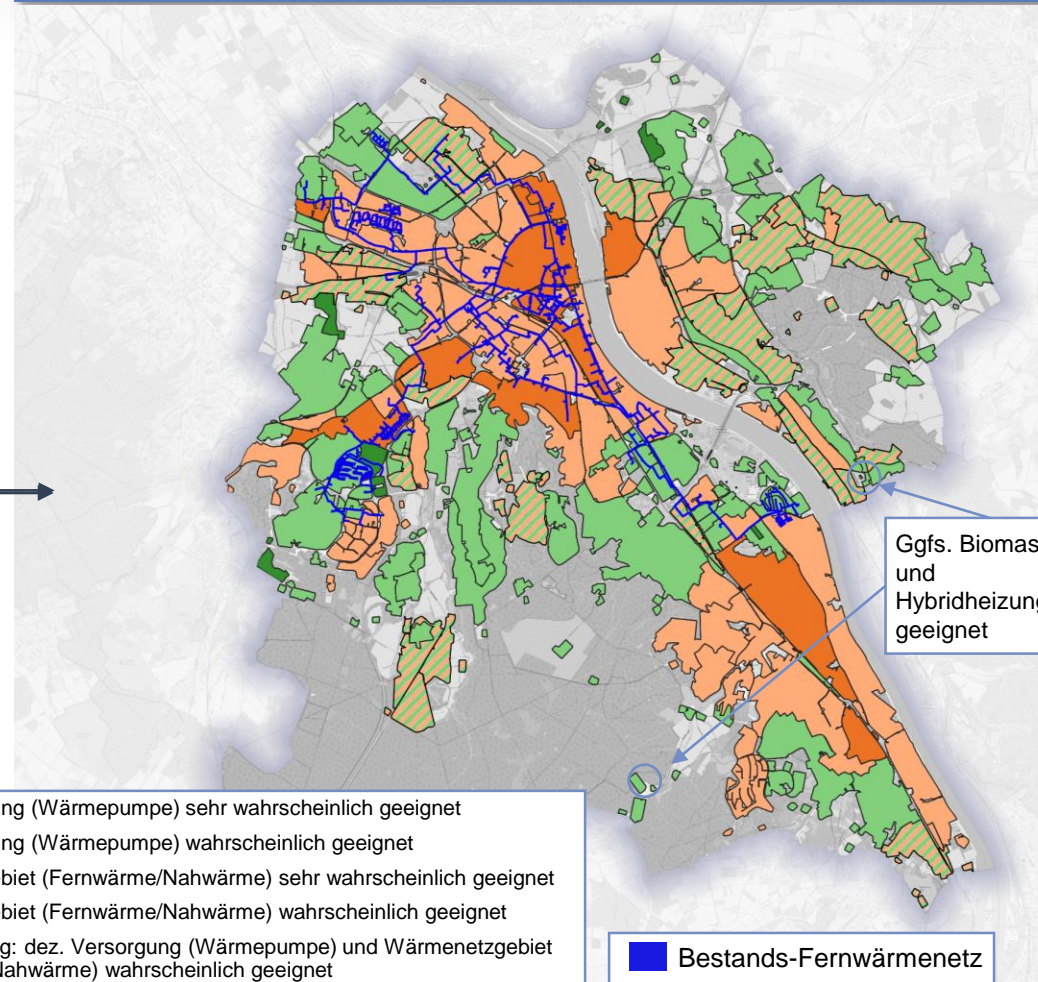 Ggfs. Biomas
und
Hybridheizung
geeignet
ng (Wärmepumpe) sehr wahrscheinlich geeignet
ng (Wärmepumpe) wahrscheinlich geeignet
biet (Fernwärme/Nahwärme) sehr wahrscheinlich geeignet
biet (Fernwärme/Nahwärme) wahrscheinlich geeignet
g: dez. Versorgung (Wärmepumpe) und Wärmenetzgebiet
Nahwärme) wahrscheinlich geeignet
Bestands-Fernwärmenetz